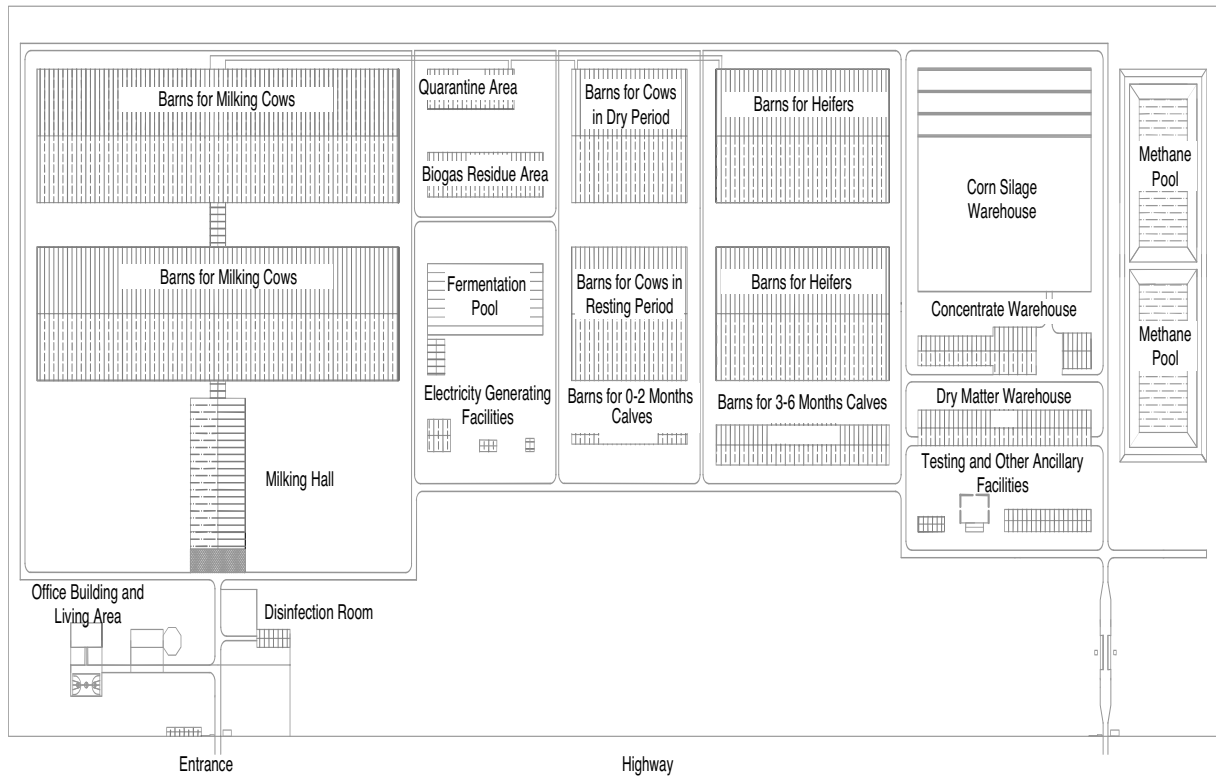 Barns for Milking Cows
Quarantine Area
Barns for Cows
in Dry Period
Barns for Heifers
Biogas Residue Area
Corn Silage
Warehouse
Methane
Pool
Barns for Milking Cows
Fermentation
Pool
Barns for Cows in
Resting Period
Barns for Heifers
Concentrate Warehouse
Methane
Pool
Electricity Generating
Facilities
Barns for 0-2 Months
Calves
Barns for 3-6 Months Calves
Dry Matter Warehouse
Milking Hall
Testing and Other Ancillary
Facilities
Office Building and
Living Area
Disinfection Room
Entrance
Highway